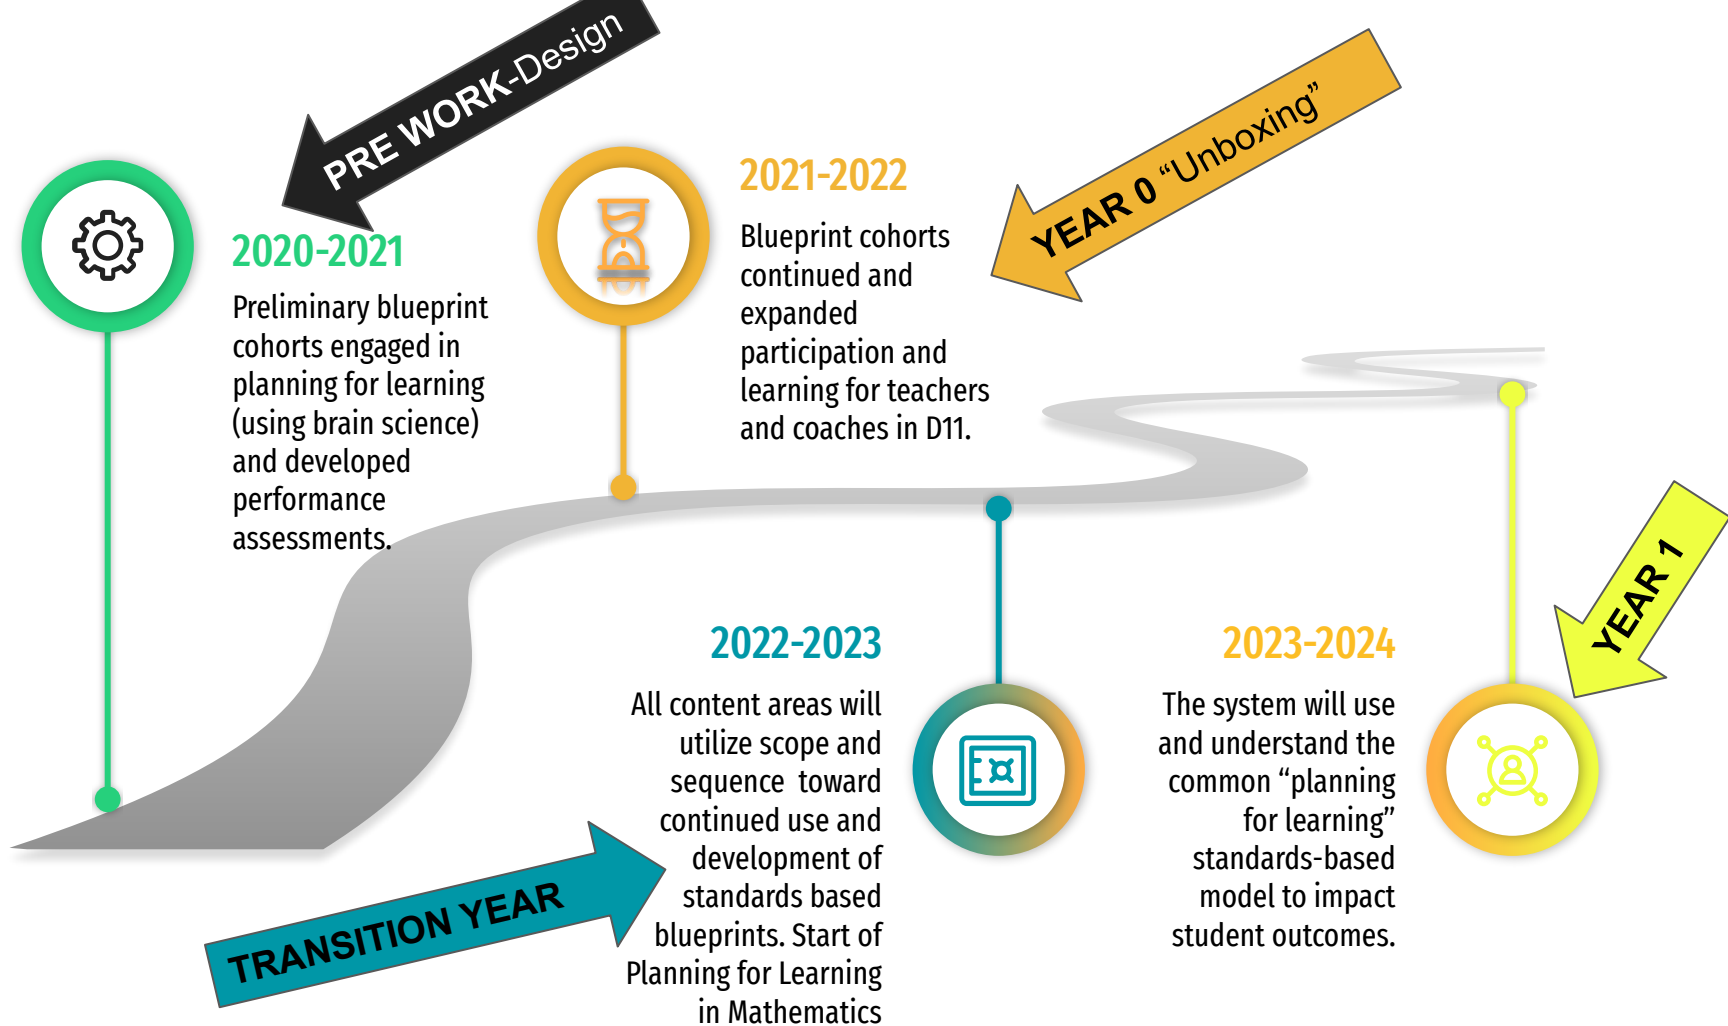 PRE WORK-Design
2020-2021
Preliminary blueprint
cohorts engaged in
planning for learning
(using brain science)
and developed
performance
assessments.
YEAR 0 “Unboxing”
2021-2022
Blueprint cohorts
continued and
expanded
participation and
learning for teachers
and coaches in D11.
TRANSITION YEAR
2022-2023
All content areas will
utilize scope and
sequence  toward
continued use and
development of
standards based
blueprints. Start of
Planning for Learning
in Mathematics
YEAR 1
2023-2024
The system will use
and understand the
common “planning
for learning”
standards-based
model to impact
student outcomes.